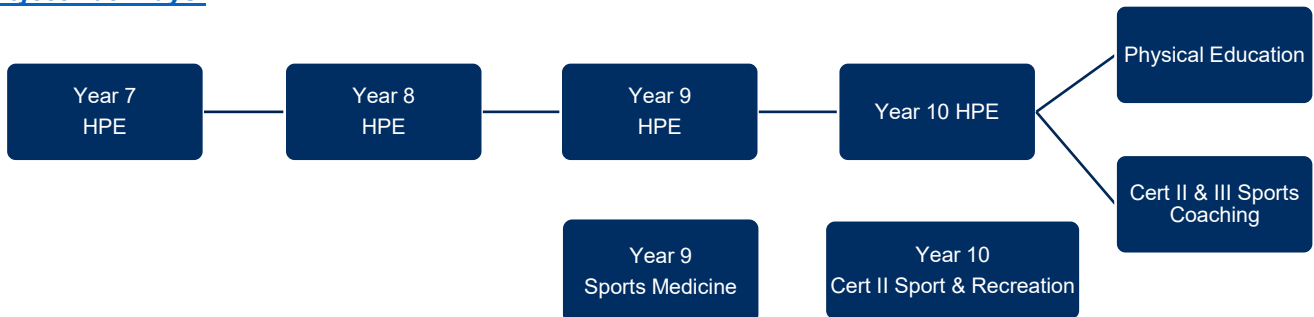 Year 7
HPE
Year 8
HPE
Year 9
HPE
Year 10 HPE
Physical Education
Cert II & III Sports
Coaching
Year 9
Sports Medicine
Year 10
Cert II Sport & Recreation